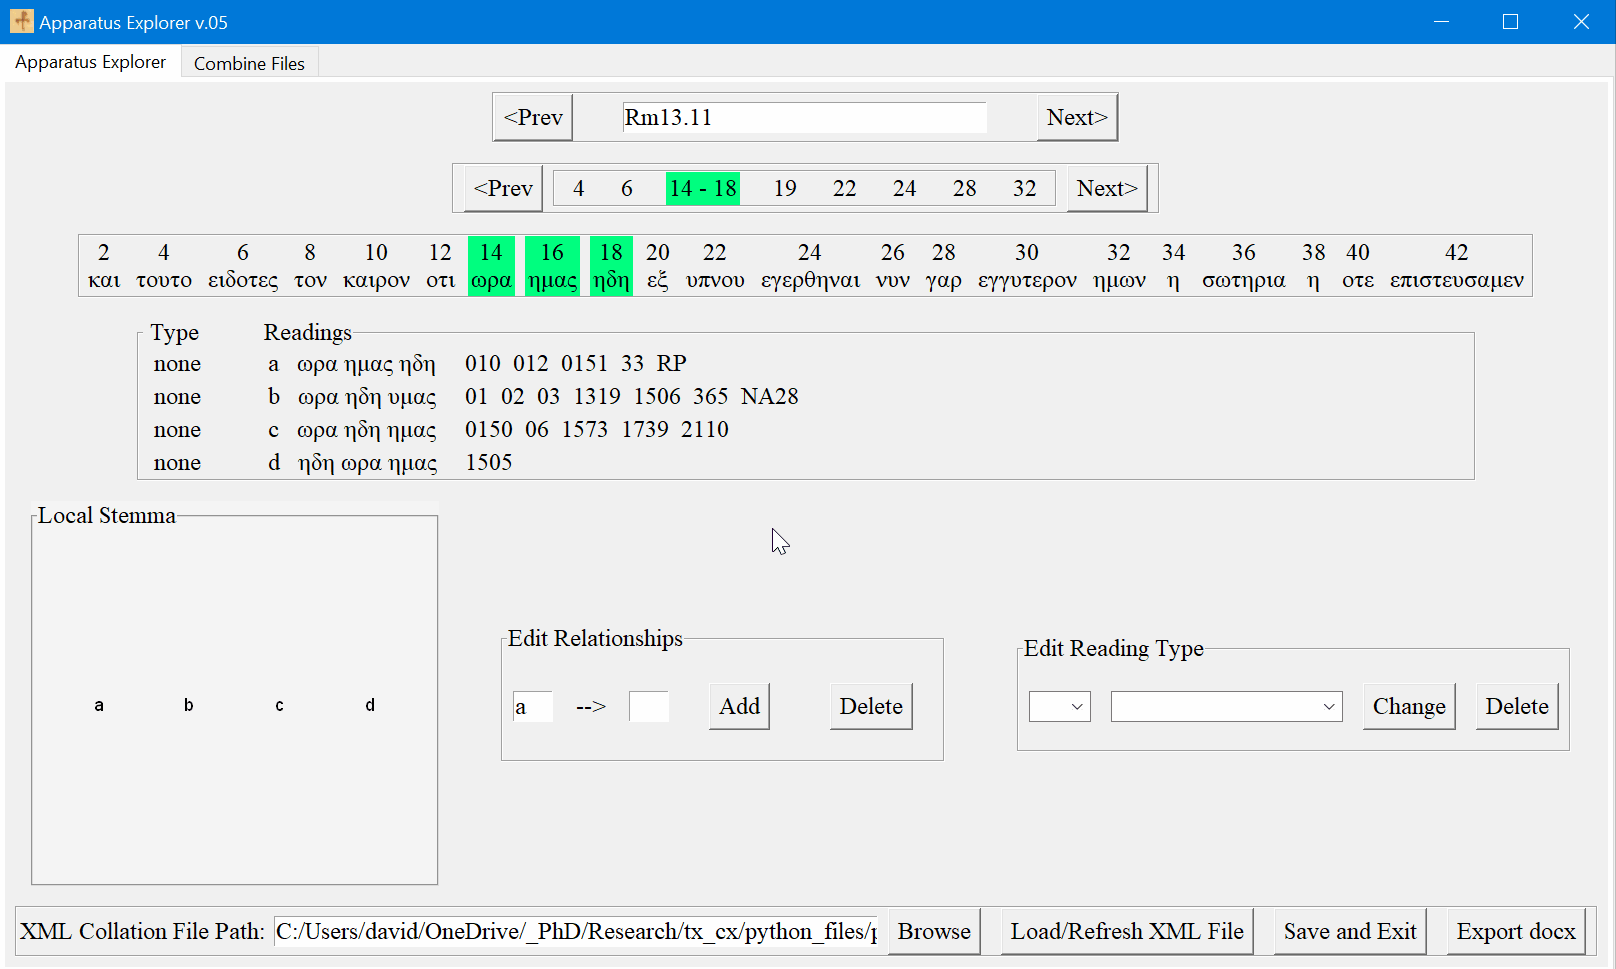 Apparatus Explorer v.05
Apparatus Explorer Combine Files
<Prev Rm13.11 Next>
<Prev 4 6 14 - 18 19 22 24 28 32 Next>
2 4 6 8 10 12 14 16 18 20 22 24 26 28 30 32 34 36 38 40 42
και τουτο ειδοτες τον καιρον οτι ωρα ημας ηδη εξ υπνου εγερθηναι νυν γαρ εγγυτερον ημων η σωτηρια η οτε επιστευσαμεν
Type Readings
none a ωρα ημας ηδη 010 012 0151 33 RP
none b ωρα ηδη υμας 01 02 03 1319 1506 365 NA28
none c ωρα ηδη ημας 0150 06 1573 1739 2110
none d ηδη ωρα ημας 1505
Local Stemma
a b c d
Edit Relationships
a --> Add Delete
Edit Reading Type
Change Delete
XML Collation File Path: C:/Users/david/OneDrive/_PhD/Research/tx_cx/python_files/p Browse Load/Refresh XML File Save and Exit Export docx